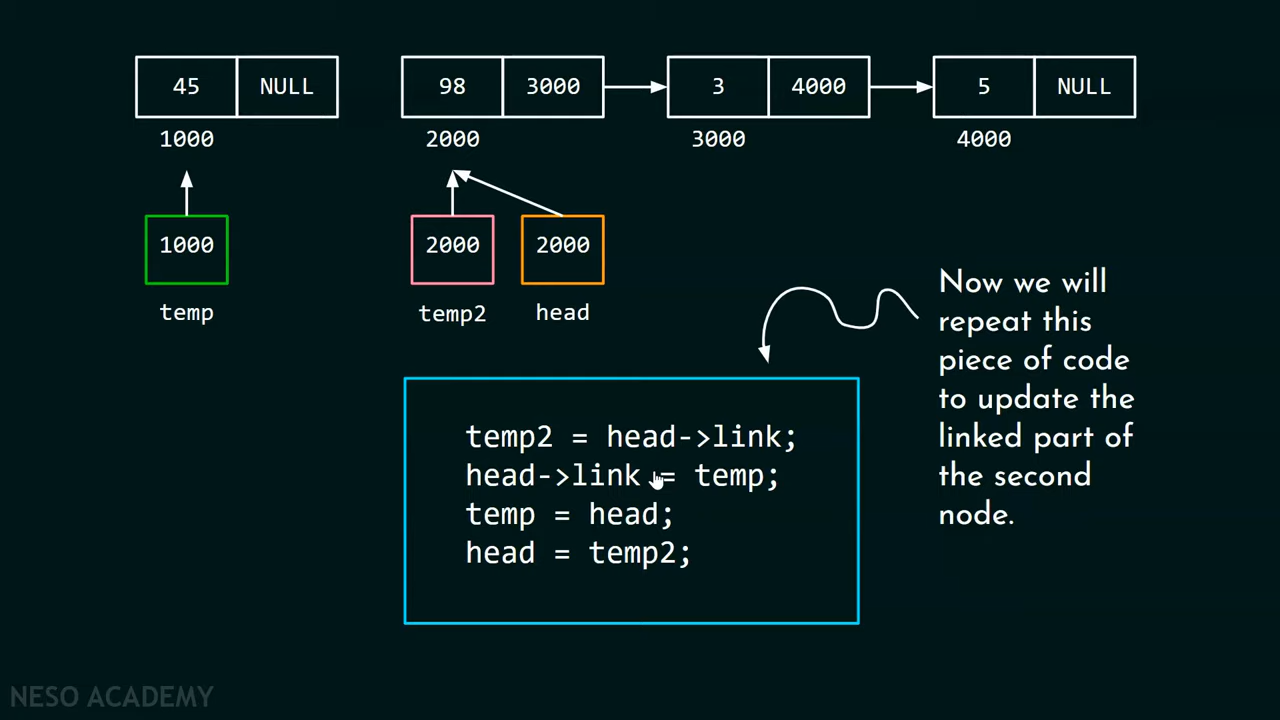 45 NULL 98 3000 3 4000 5 NULL
1000 2000 3000 4000
1000 2000 2000
temp temp2 head
Now we will
repeat this
piece of code
to update the
linked part of
the second
node.
temp2 = head->link;
head->link = temp;
temp = head;
head = temp2;
NESO ACADEMY